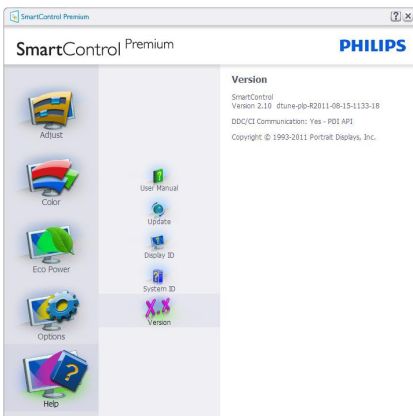 SmartControl Premium
SmartControl Premium
PHILIPS
Adjust
Color
Eco Power
Options
Help
User Manual
Update
Display ID
System ID
Version
Version
SmartControl
Version 2.10 dtune-plp-R2011-08-15-1133-18
DDC/CI Communication: Yes - PDI API
Copyright © 1993-2011 Portrait Displays, Inc.